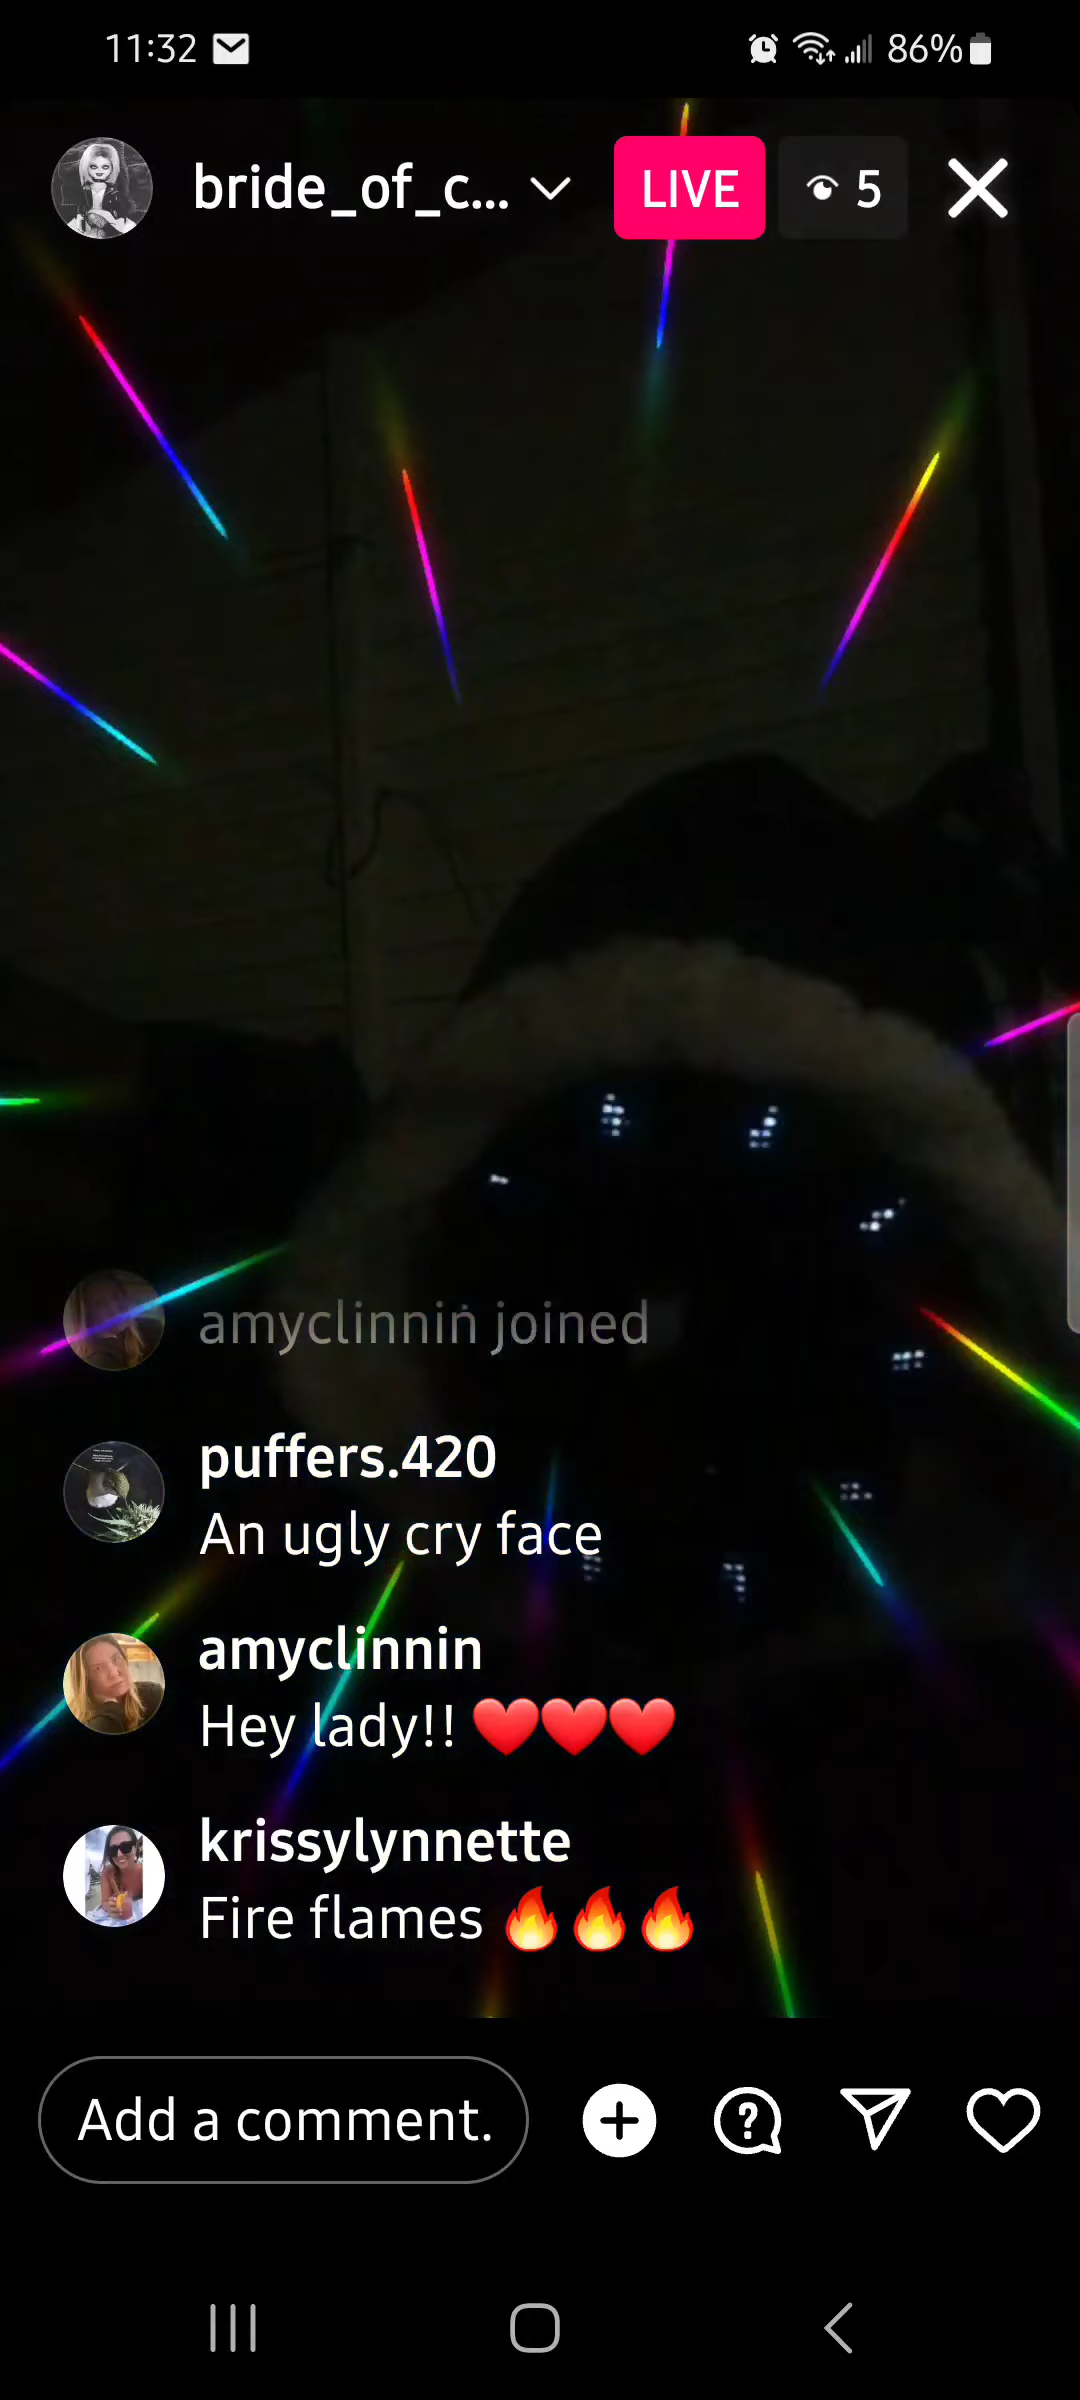 11:32
86%
bride_of_c...
LIVE
5
amyclinnin joined
puffers.420
An ugly cry face
amyclinnin
Hey lady!! ❤️❤️❤️
krissylynnette
Fire flames 🔥🔥🔥
Add a comment.